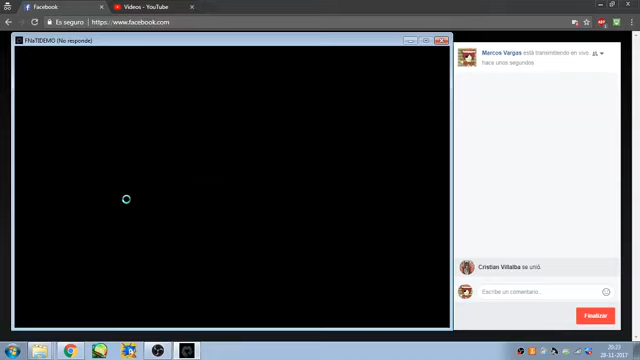 Facebook
Videos - YouTube
Es seguro | https://www.facebook.com
FNaTIDEMO (No responde)
Marcos Vargas está transmitiendo en vivo.
hace unos segundos
Cristian Villalba se unió.
Escribe un comentario...
Finalizar
20:23
28-11-2017